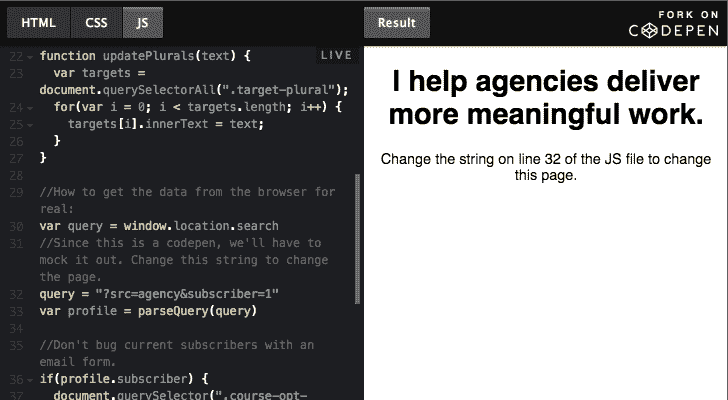 HTML CSS JS
Result
FORK ON
CODEPEN
LIVE
22 function updatePlurals(text) {
23 var targets =
document.querySelectorAll(".target-plural");
24 for(var i = 0; i < targets.length; i++) {
25 targets[i].innerText = text;
26 }
27 }
28
29 //How to get the data from the browser for
real:
30 var query = window.location.search
31 //Since this is a codepen, we'll have to
mock it out. Change this string to change
the page.
32 query = "?src=agency&subscriber=1"
33 var profile = parseQuery(query)
34
35 //Don't bug current subscribers with an
email form.
36 if(profile.subscriber) {
37 document.querySelector(".course-opt-
I help agencies deliver
more meaningful work.
Change the string on line 32 of the JS file to change
this page.